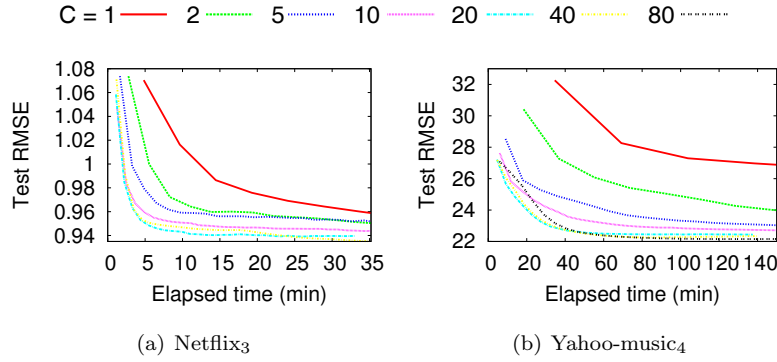 C = 1 2 5 10 20 40 80
1.08
1.06
1.04
1.02
1
0.98
0.96
0.94
0 5 10 15 20 25 30 35
Test RMSE
Elapsed time (min)
(a) Netflix₃
32
30
28
26
24
22
0 20 40 60 80 100 120 140
Test RMSE
Elapsed time (min)
(b) Yahoo-music₄